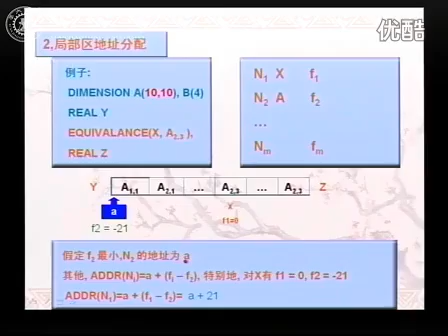 优酷
2,局部区地址分配
例子:
DIMENSION A(10,10), B(4)
REAL Y
EQUIVALANCE(X, A2,3),
REAL Z
N1 X f1
N2 A f2
…
Nm fm
Y A1,1 A2,1 … A2,3 … A2,3 Z
a
X
f1=0
f2 = -21
假定 f2 最小,N2 的地址为 a
其他, ADDR(Ni)=a + (fi – f2), 特别地, 对X有 f1 = 0, f2 = -21
ADDR(N1)=a + (f1 – f2)= a + 21